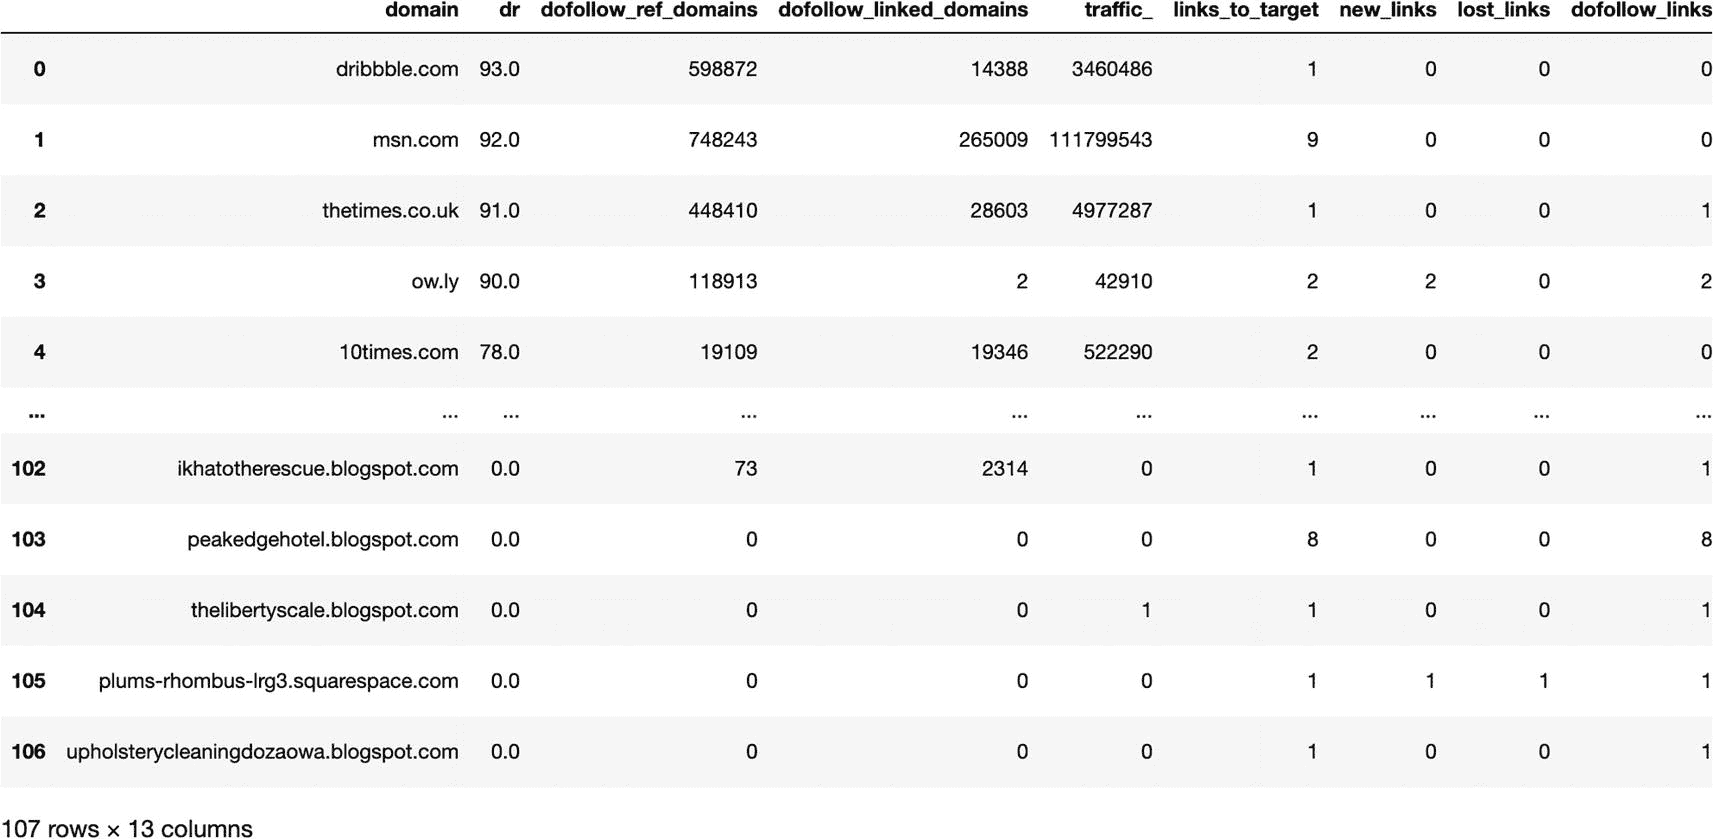 domain dr dofollow_ref_domains dofollow_linked_domains traffic_ links_to_target new_links lost_links dofollow_links
0 dribbble.com 93.0 598872 14388 3460486 1 0 0 0
1 msn.com 92.0 748243 265009 111799543 9 0 0 0
2 thetimes.co.uk 91.0 448410 28603 4977287 1 0 0 1
3 ow.ly 90.0 118913 2 42910 2 2 0 2
4 10times.com 78.0 19109 19346 522290 2 0 0 0
... ... ... ... ... ... ... ... ... ...
102 ikhatotherescue.blogspot.com 0.0 73 2314 0 1 0 0 1
103 peakedgehotel.blogspot.com 0.0 0 0 0 8 0 0 8
104 thelibertyscale.blogspot.com 0.0 0 0 1 1 0 0 1
105 plums-rhombus-lrg3.squarespace.com 0.0 0 0 0 1 1 1 1
106 upholsterycleaningdozaowa.blogspot.com 0.0 0 0 0 1 0 0 1
107 rows × 13 columns